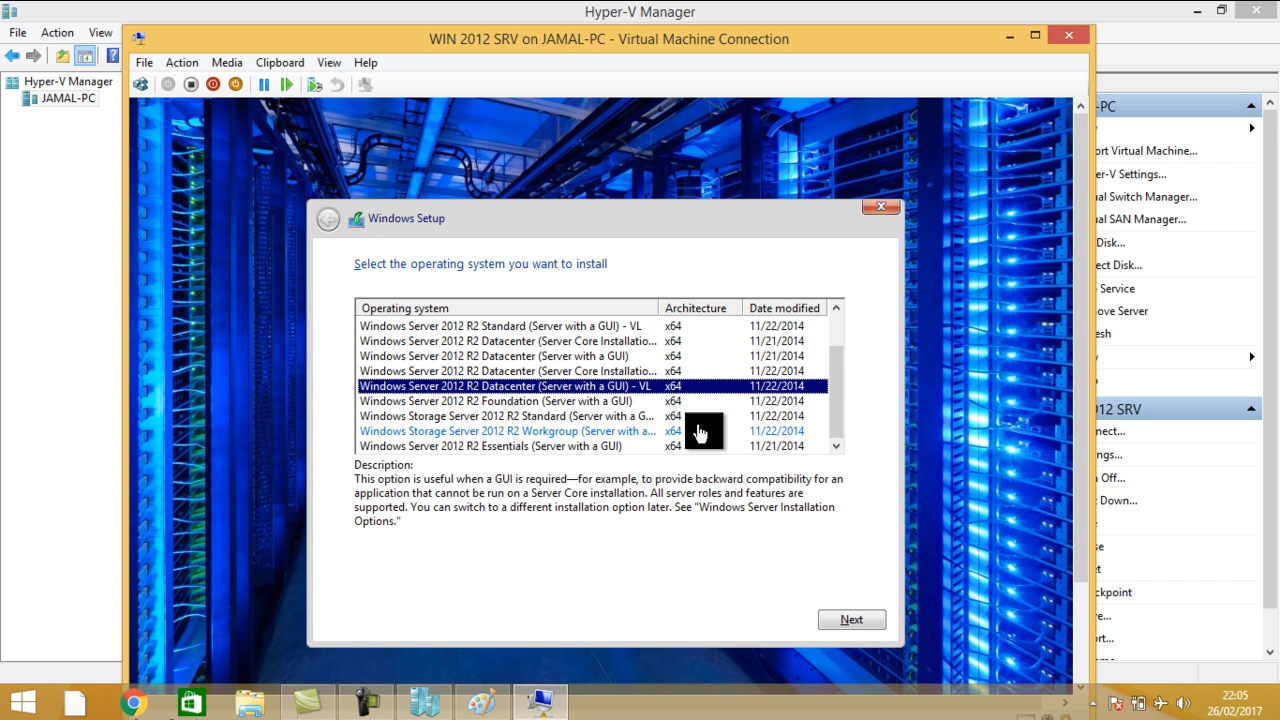 Hyper-V Manager
File Action View
Hyper-V Manager
JAMAL-PC
WIN 2012 SRV on JAMAL-PC - Virtual Machine Connection
File Action Media Clipboard View Help
Windows Setup
Select the operating system you want to install
Operating system Architecture Date modified
Windows Server 2012 R2 Standard (Server with a GUI) - VL x64 11/22/2014
Windows Server 2012 R2 Datacenter (Server Core Installatio... x64 11/21/2014
Windows Server 2012 R2 Datacenter (Server with a GUI) x64 11/21/2014
Windows Server 2012 R2 Datacenter (Server Core Installatio... x64 11/22/2014
Windows Server 2012 R2 Datacenter (Server with a GUI) - VL x64 11/22/2014
Windows Server 2012 R2 Foundation (Server with a GUI) x64 11/22/2014
Windows Storage Server 2012 R2 Standard (Server with a G... x64 11/22/2014
Windows Storage Server 2012 R2 Workgroup (Server with a... x64 11/22/2014
Windows Server 2012 R2 Essentials (Server with a GUI) x64 11/21/2014
Description:
This option is useful when a GUI is required—for example, to provide backward compatibility for an
application that cannot be run on a Server Core installation. All server roles and features are
supported. You can switch to a different installation option later. See "Windows Server Installation
Options."
Next
-PC
ort Virtual Machine...
er-V Settings...
al Switch Manager...
al SAN Manager...
Disk...
ect Disk...
Service
ove Server
esh
012 SRV
nect...
ngs...
Off...
Down...
se
et
ckpoint
ve...
ort...
22:05
26/02/2017